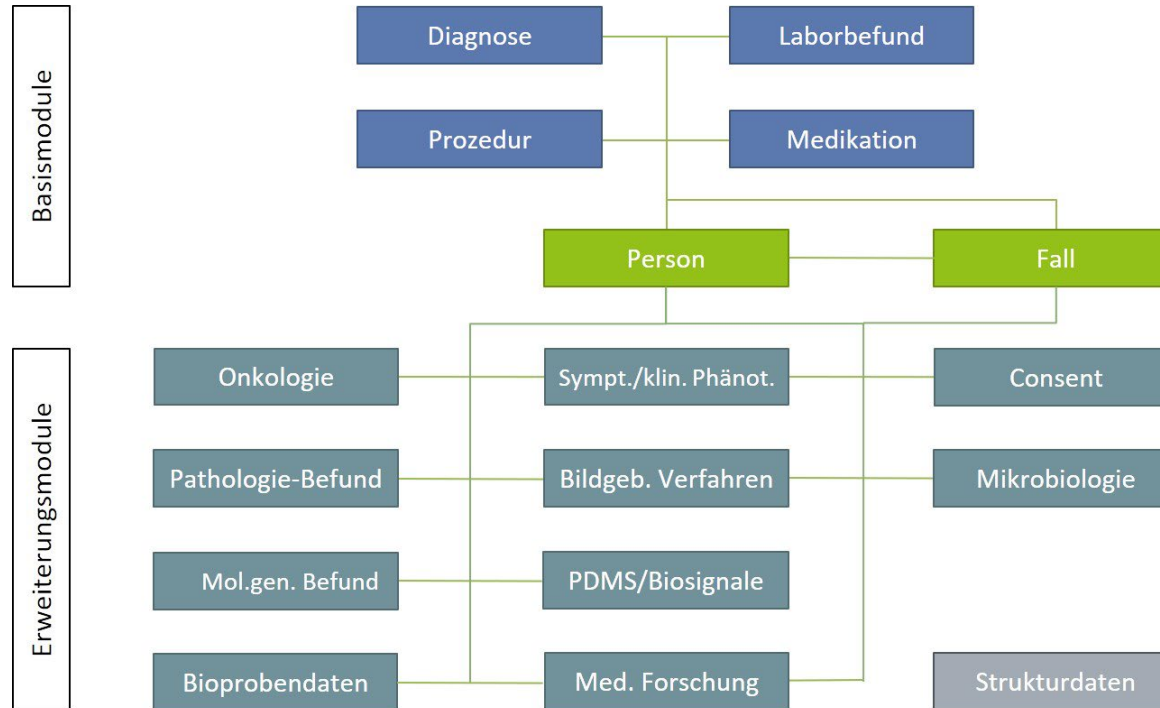 Basismodule
Diagnose
Laborbefund
Prozedur
Medikation
Person
Fall
Erweiterungsmodule
Onkologie
Sympt./klin. Phänot.
Consent
Pathologie-Befund
Bildgeb. Verfahren
Mikrobiologie
Mol.gen. Befund
PDMS/Biosignale
Bioprobendaten
Med. Forschung
Strukturdaten